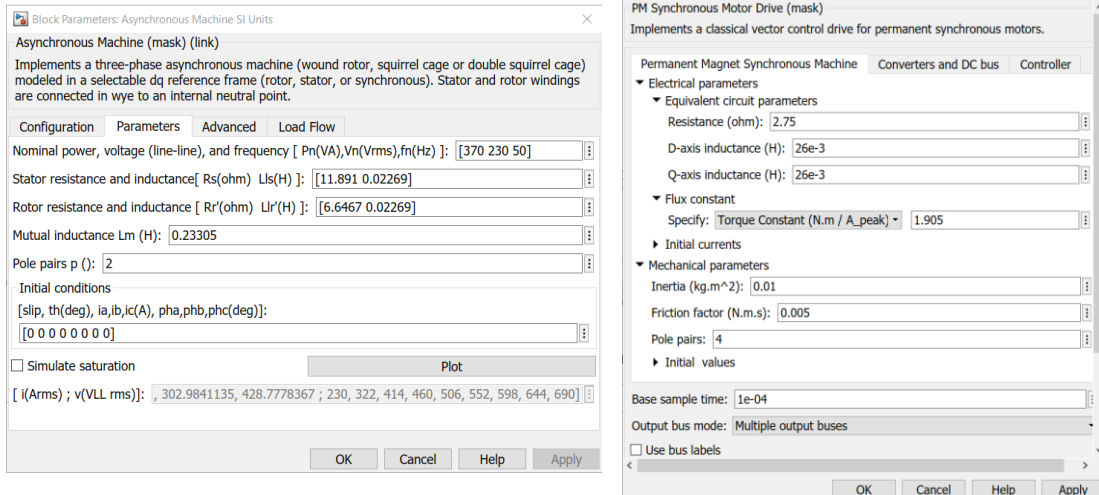 Block Parameters: Asynchronous Machine SI Units
Asynchronous Machine (mask) (link)
Implements a three-phase asynchronous machine (wound rotor, squirrel cage or double squirrel cage)
modeled in a selectable dq reference frame (rotor, stator, or synchronous). Stator and rotor windings
are connected in wye to an internal neutral point.
Configuration Parameters Advanced Load Flow
Nominal power, voltage (line-line), and frequency [ Pn(VA),Vn(Vrms),fn(Hz) ]: [370 230 50]
Stator resistance and inductance[ Rs(ohm) Lls(H) ]: [11.891 0.02269]
Rotor resistance and inductance [ Rr'(ohm) Llr'(H) ]: [6.6467 0.02269]
Mutual inductance Lm (H): 0.23305
Pole pairs p (): 2
Initial conditions
[slip, th(deg), ia,ib,ic(A), pha,phb,phc(deg)]:
[0 0 0 0 0 0 0 0]
Simulate saturation Plot
[ i(Arms) ; v(VLL rms)]: , 302.9841135, 428.7778367 ; 230, 322, 414, 460, 506, 552, 598, 644, 690]
OK Cancel Help Apply
PM Synchronous Motor Drive (mask)
Implements a classical vector control drive for permanent synchronous motors.
Permanent Magnet Synchronous Machine Converters and DC bus Controller
Electrical parameters
Equivalent circuit parameters
Resistance (ohm): 2.75
D-axis inductance (H): 26e-3
Q-axis inductance (H): 26e-3
Flux constant
Specify: Torque Constant (N.m / A_peak) 1.905
Initial currents
Mechanical parameters
Inertia (kg.m^2): 0.01
Friction factor (N.m.s): 0.005
Pole pairs: 4
Initial values
Base sample time: 1e-04
Output bus mode: Multiple output buses
Use bus labels
OK Cancel Help Apply